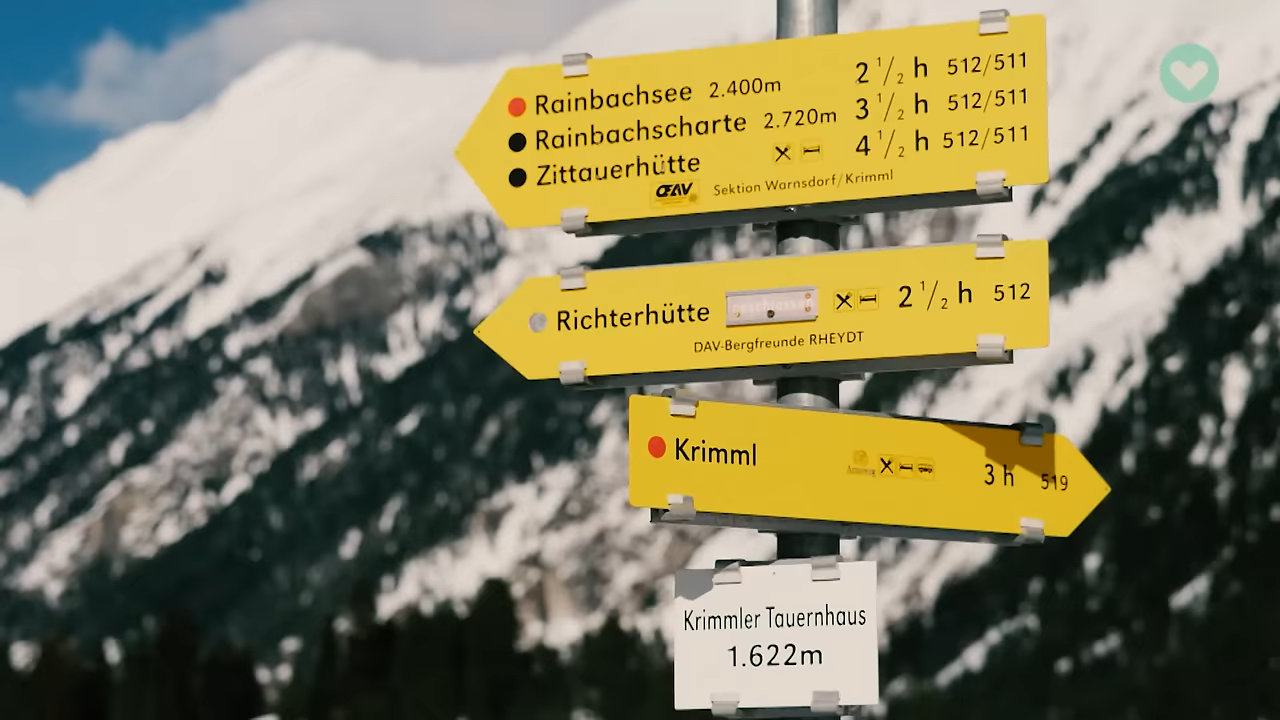 Rainbachsee 2.400m 2 1/2 h 512/511
Rainbachscharte 2.720m 3 1/2 h 512/511
Zittauerhütte 4 1/2 h 512/511
ŒAV Sektion Warnsdorf/Krimml
Richterhütte geschlossen 2 1/2 h 512
DAV-Bergfreunde RHEYDT
Krimml 3 h 519
Krimmler Tauernhaus
1.622m